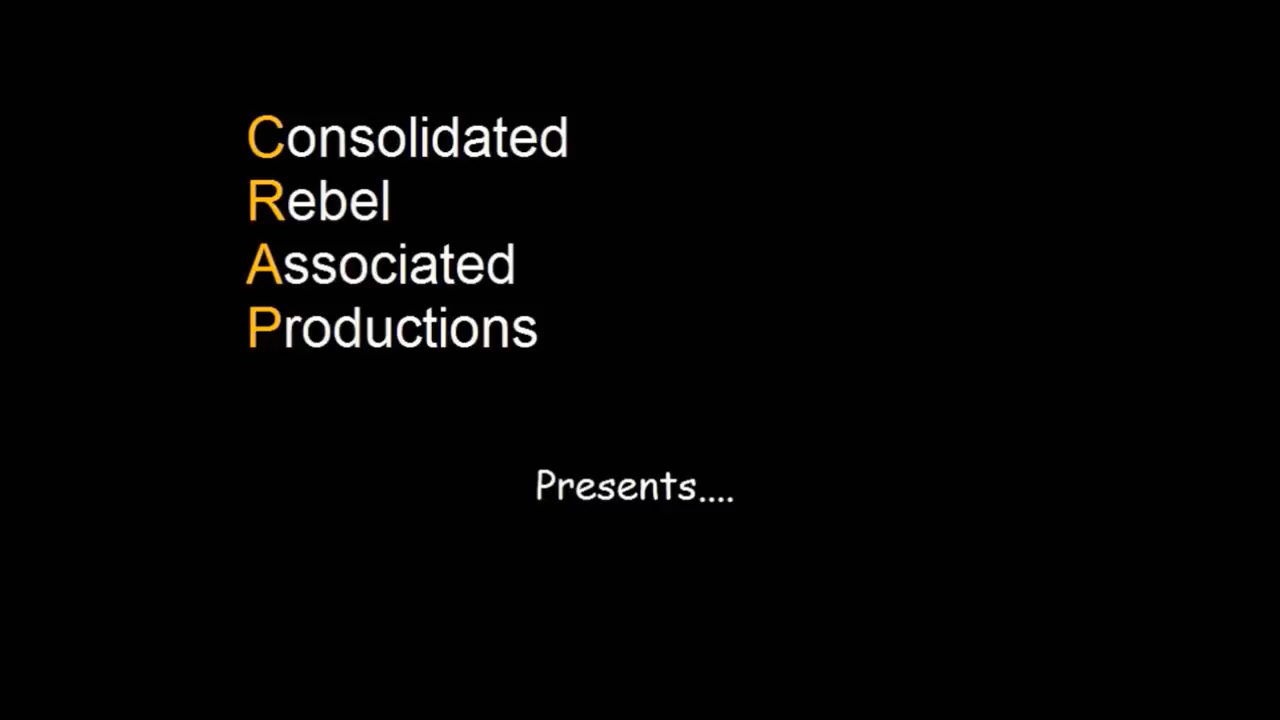 Consolidated
Rebel
Associated
Productions
Presents....